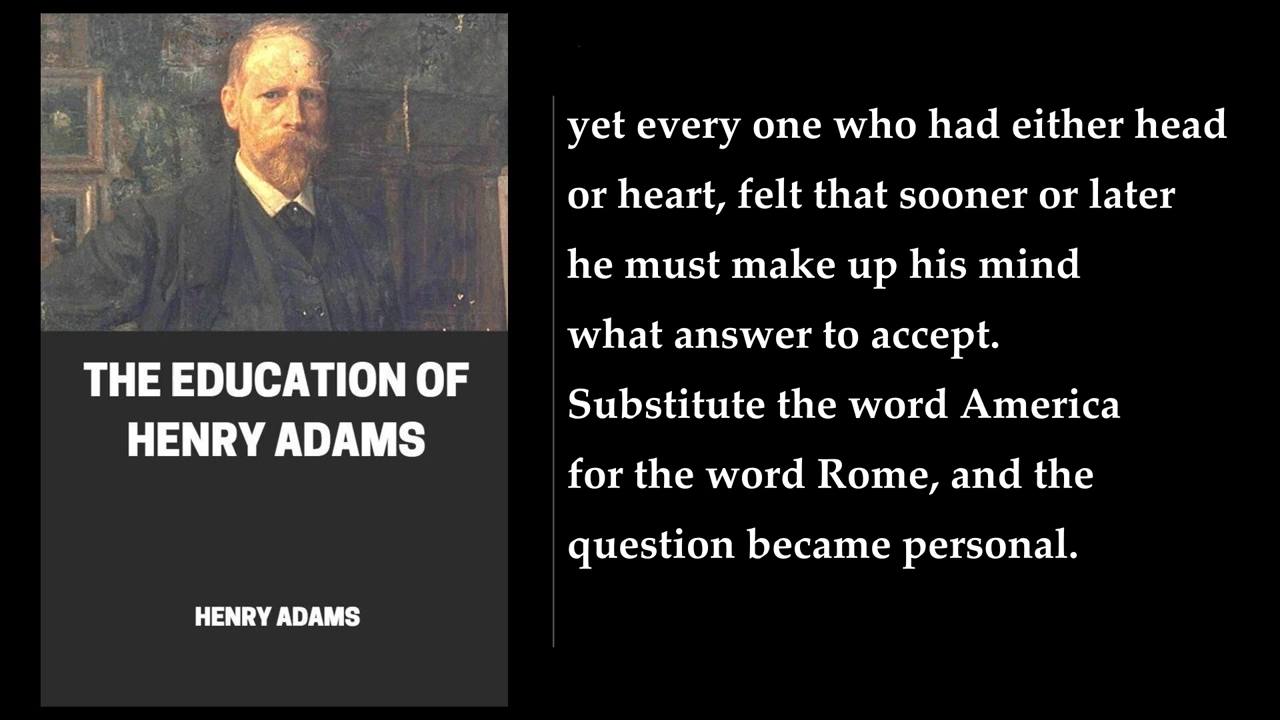 THE EDUCATION OF
HENRY ADAMS
HENRY ADAMS
yet every one who had either head
or heart, felt that sooner or later
he must make up his mind
what answer to accept.
Substitute the word America
for the word Rome, and the
question became personal.